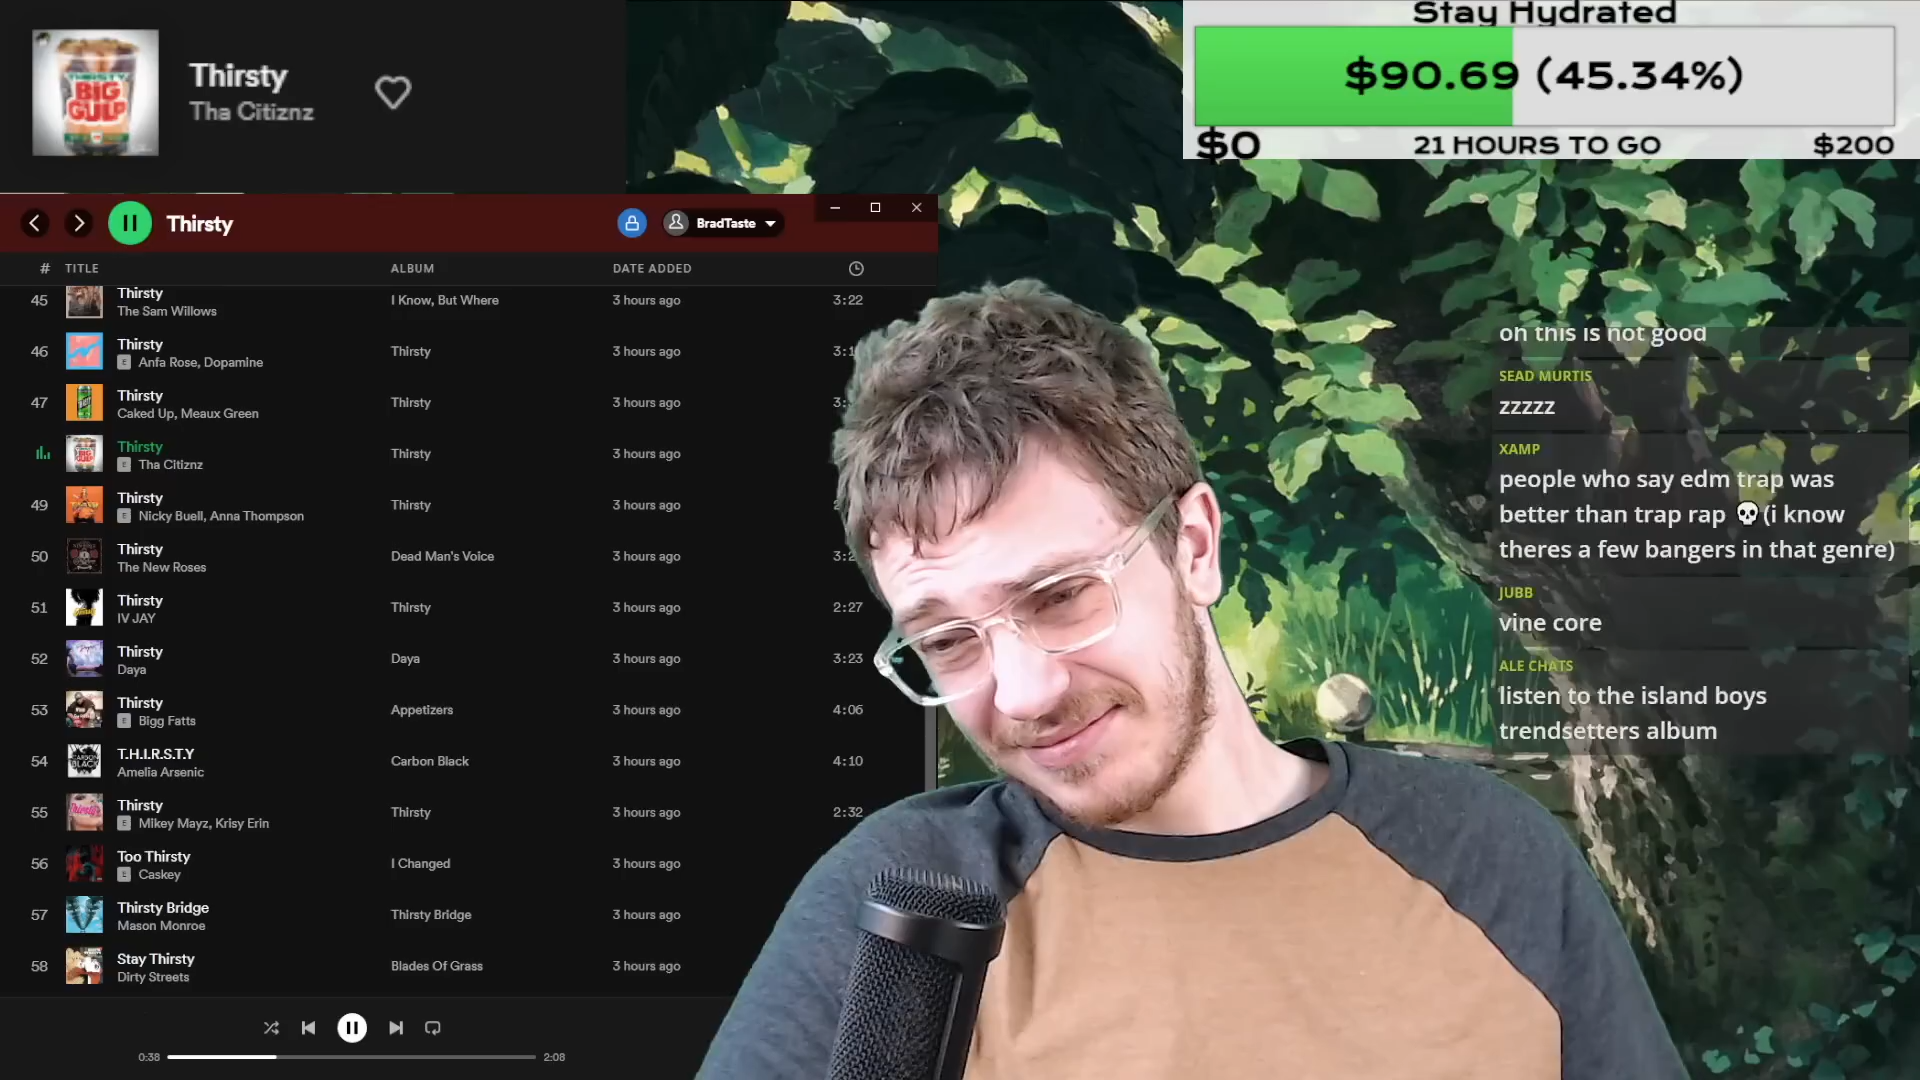 Thirsty
Tha Citiznz
THIRSTY
BIG
GULP
Stay Hydrated
$90.69 (45.34%)
$0
21 HOURS TO GO
$200
Thirsty
BradTaste
# TITLE ALBUM DATE ADDED
45 Thirsty I Know, But Where 3 hours ago 3:22
The Sam Willows
46 Thirsty Thirsty 3 hours ago
E Anfa Rose, Dopamine
47 Thirsty Thirsty 3 hours ago
Caked Up, Meaux Green
Thirsty Thirsty 3 hours ago
E Tha Citiznz
49 Thirsty Thirsty 3 hours ago
E Nicky Buell, Anna Thompson
50 Thirsty Dead Man's Voice 3 hours ago
The New Roses
51 Thirsty Thirsty 3 hours ago 2:27
IV JAY
52 Thirsty Daya 3 hours ago 3:23
Daya
53 Thirsty Appetizers 3 hours ago 4:06
E Bigg Fatts
54 T.H.I.R.S.T.Y Carbon Black 3 hours ago 4:10
Amelia Arsenic
55 Thirsty Thirsty 3 hours ago 2:32
E Mikey Mayz, Krisy Erin
56 Too Thirsty I Changed 3 hours ago
E Caskey
57 Thirsty Bridge Thirsty Bridge 3 hours ago
Mason Monroe
58 Stay Thirsty Blades Of Grass 3 hours ago
Dirty Streets
0:38 2:08
oh this is not good
SEAD MURTIS
zzzzz
XAMP
people who say edm trap was
better than trap rap 💀(i know
theres a few bangers in that genre)
JUBB
vine core
ALE CHATS
listen to the island boys
trendsetters album